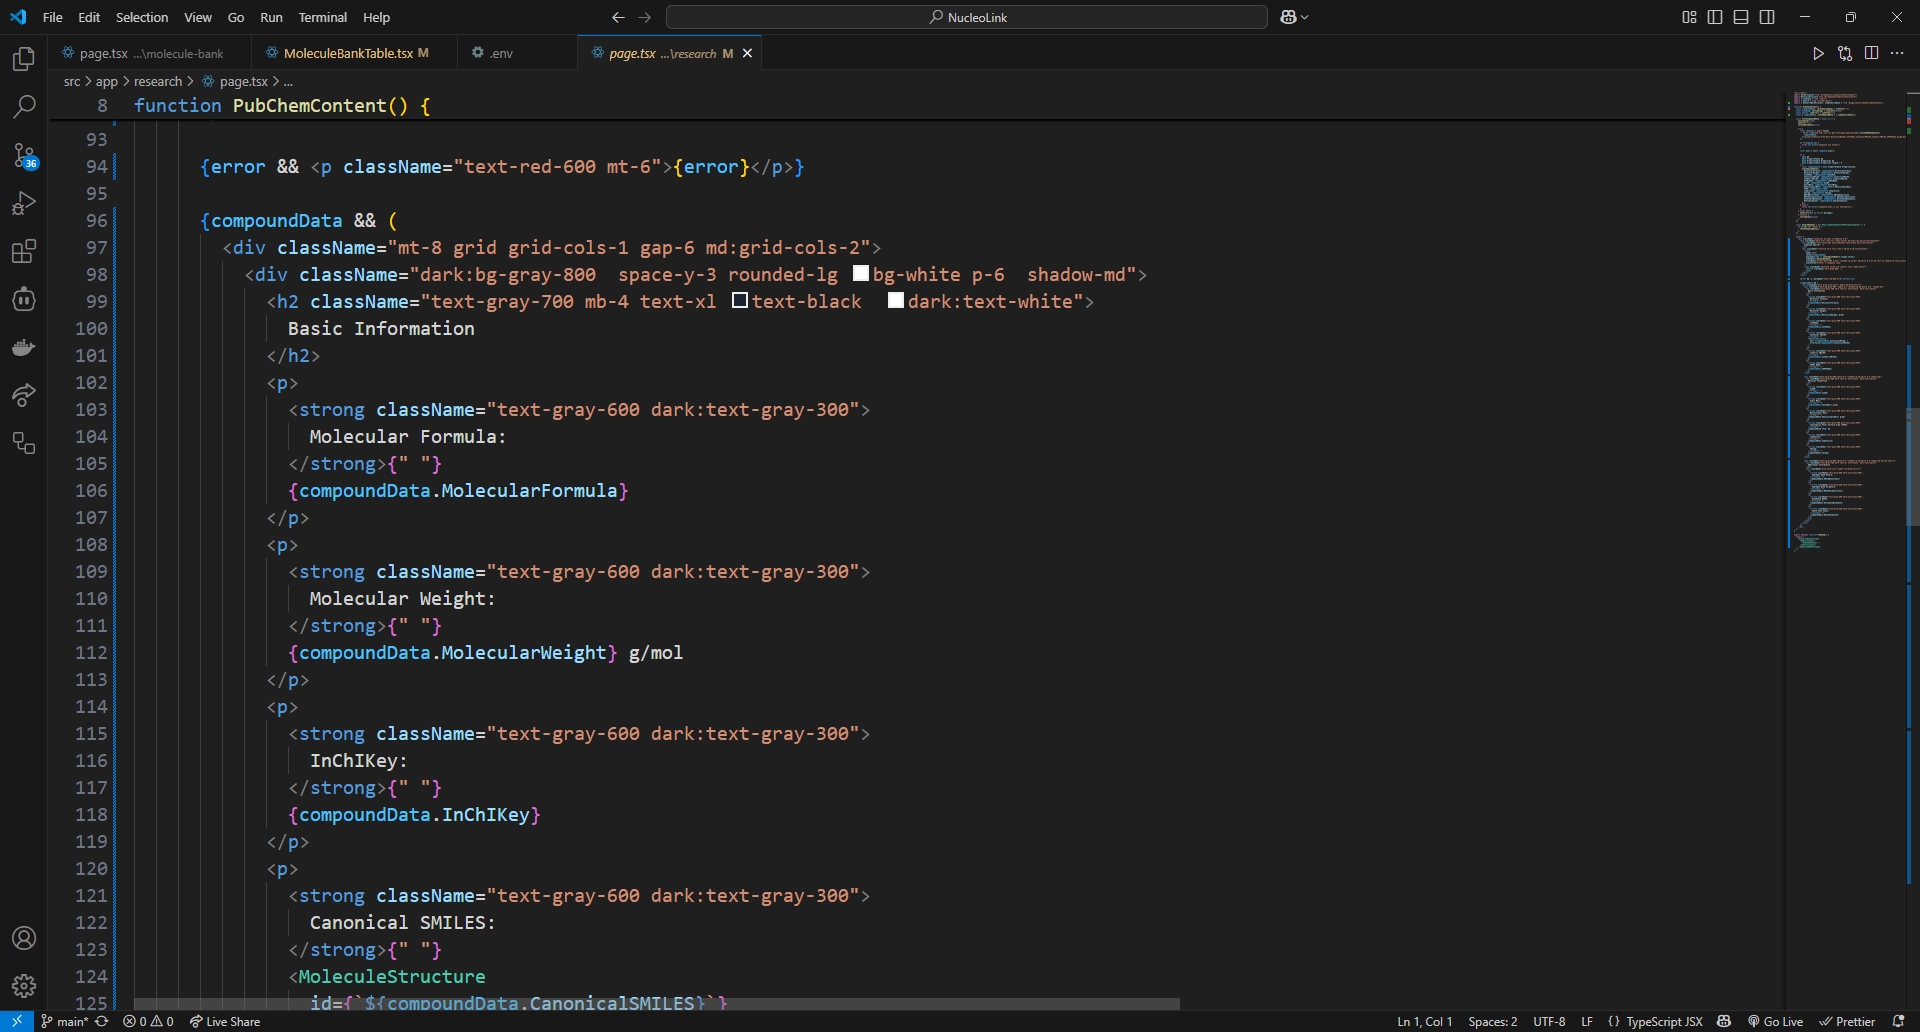 File Edit Selection View Go Run Terminal Help
NucleoLink
page.tsx ...\molecule-bank
MoleculeBankTable.tsx M
.env
page.tsx ...\research M
src > app > research > page.tsx > ...
8 function PubChemContent() {
93
94 {error && <p className="text-red-600 mt-6">{error}</p>}
95
96 {compoundData && (
97 <div className="mt-8 grid grid-cols-1 gap-6 md:grid-cols-2">
98 <div className="dark:bg-gray-800  space-y-3 rounded-lg bg-white p-6  shadow-md">
99 <h2 className="text-gray-700 mb-4 text-xl text-black  dark:text-white">
100 Basic Information
101 </h2>
102 <p>
103 <strong className="text-gray-600 dark:text-gray-300">
104 Molecular Formula:
105 </strong>{" "}
106 {compoundData.MolecularFormula}
107 </p>
108 <p>
109 <strong className="text-gray-600 dark:text-gray-300">
110 Molecular Weight:
111 </strong>{" "}
112 {compoundData.MolecularWeight} g/mol
113 </p>
114 <p>
115 <strong className="text-gray-600 dark:text-gray-300">
116 InChIKey:
117 </strong>{" "}
118 {compoundData.InChIKey}
119 </p>
120 <p>
121 <strong className="text-gray-600 dark:text-gray-300">
122 Canonical SMILES:
123 </strong>{" "}
124 <MoleculeStructure
125 id={`${compoundData.CanonicalSMILES}`}
36
main* 0 0 Live Share
Ln 1, Col 1 Spaces: 2 UTF-8 LF {} TypeScript JSX Go Live Prettier